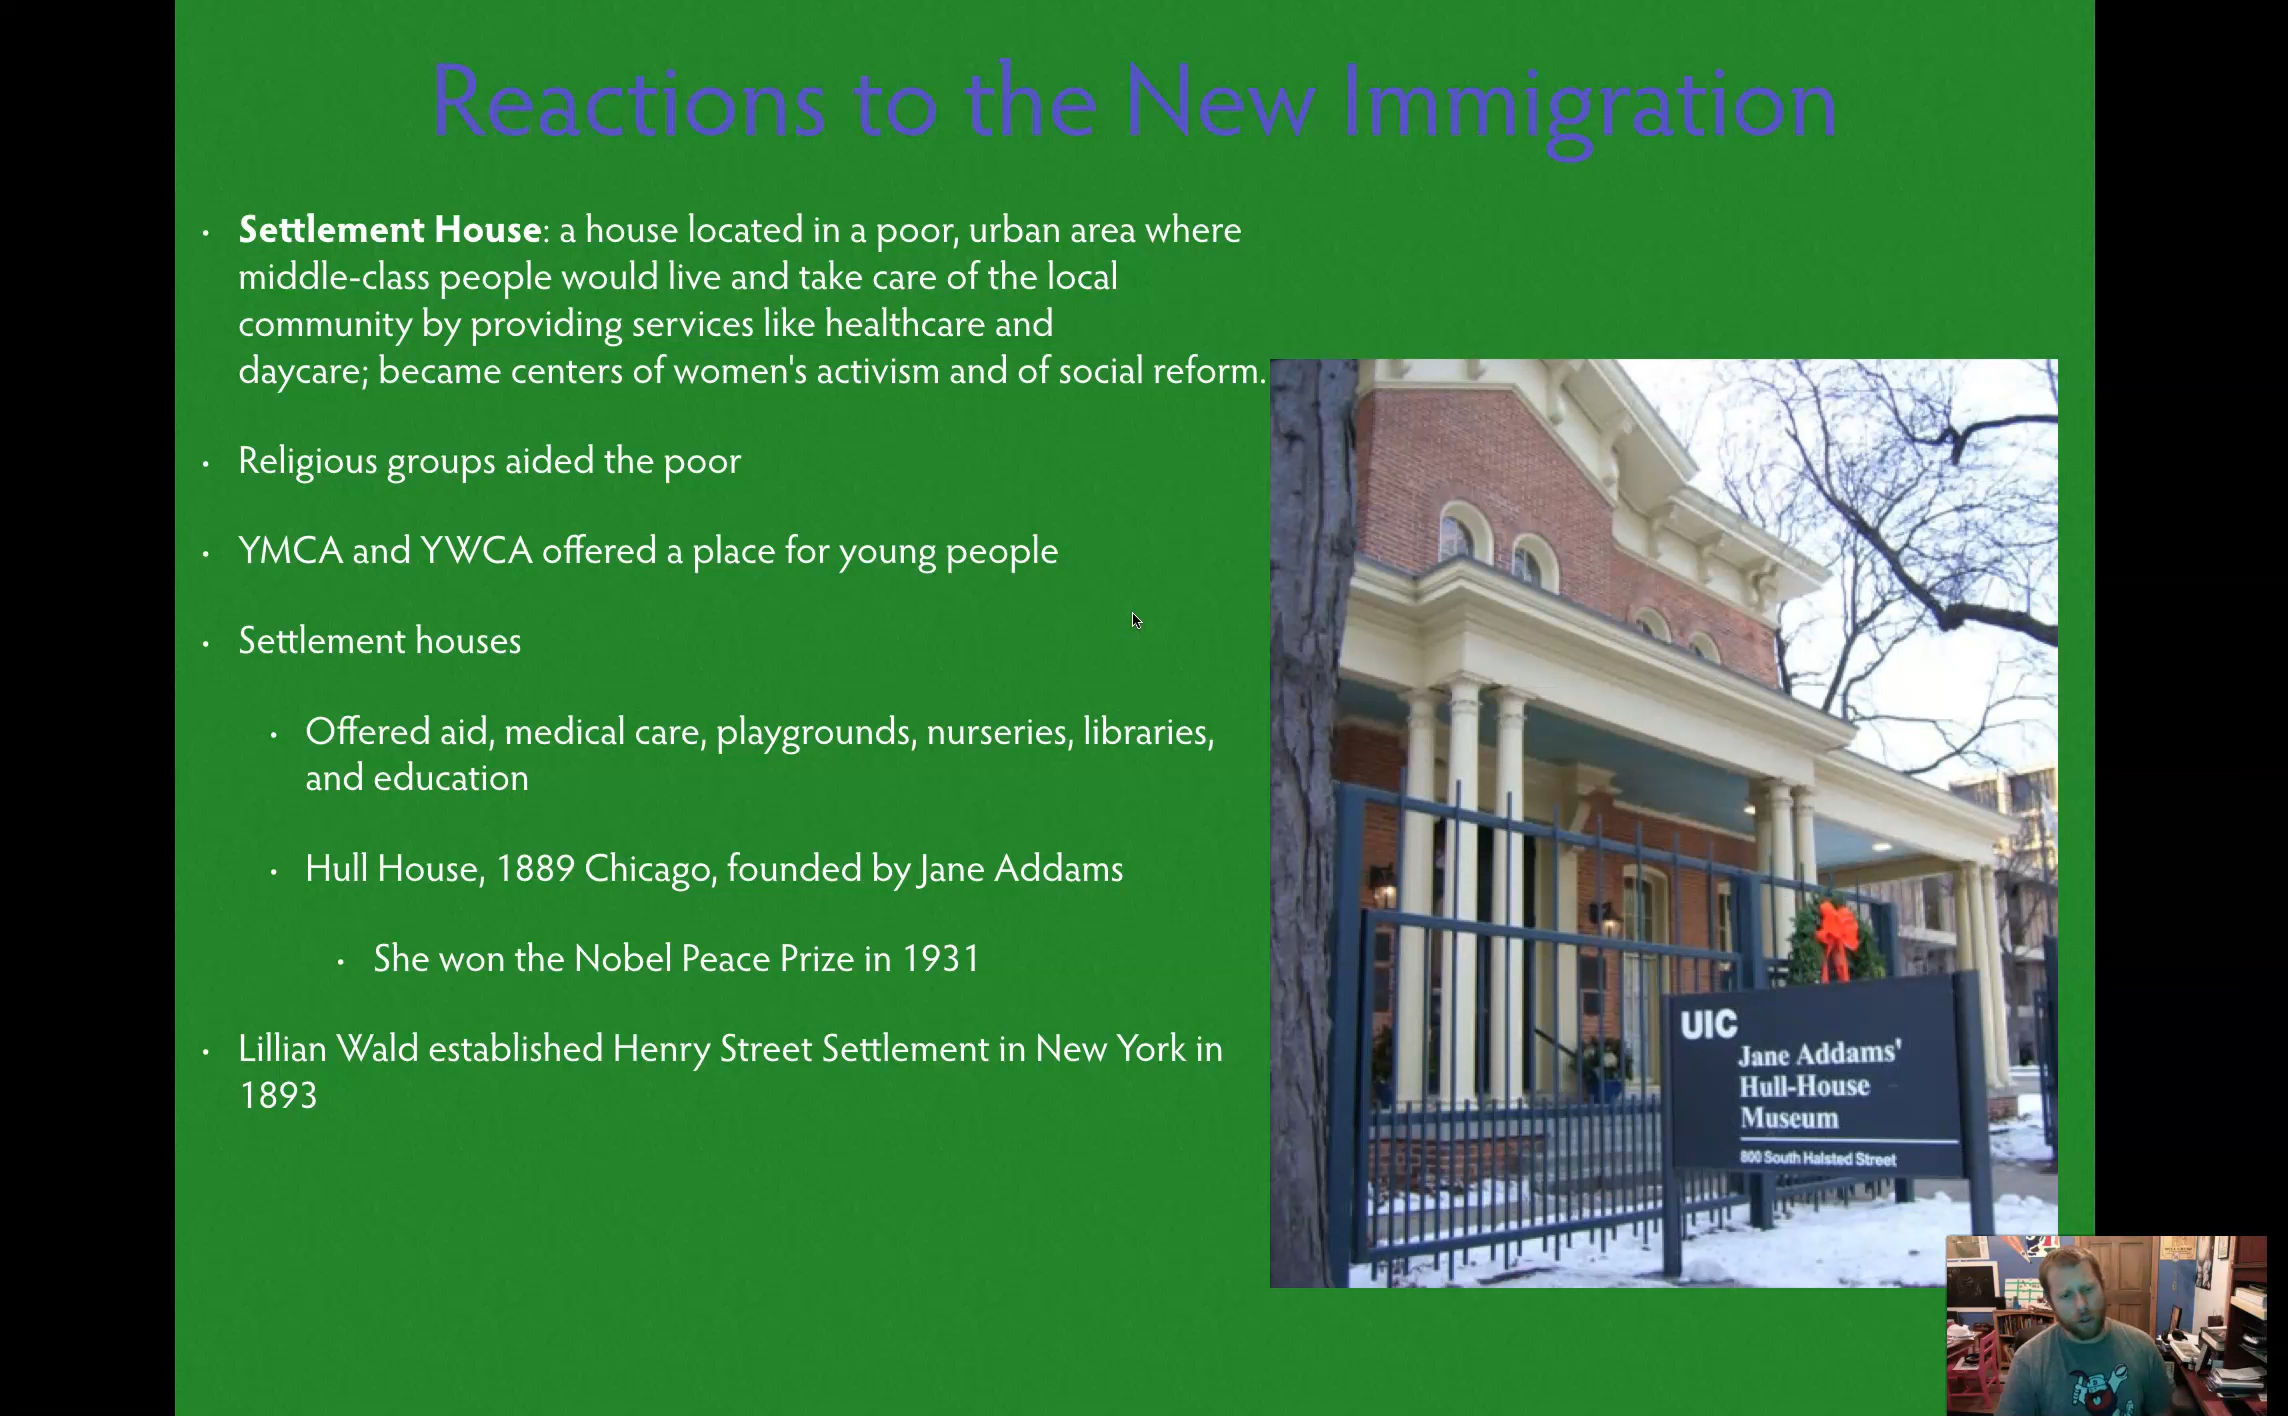 Reactions to the New Immigration
• Settlement House: a house located in a poor, urban area where
middle-class people would live and take care of the local
community by providing services like healthcare and
daycare; became centers of women's activism and of social reform.
• Religious groups aided the poor
• YMCA and YWCA offered a place for young people
• Settlement houses
• Offered aid, medical care, playgrounds, nurseries, libraries,
and education
• Hull House, 1889 Chicago, founded by Jane Addams
• She won the Nobel Peace Prize in 1931
• Lillian Wald established Henry Street Settlement in New York in
1893
UIC
Jane Addams'
Hull-House
Museum
800 South Halsted Street